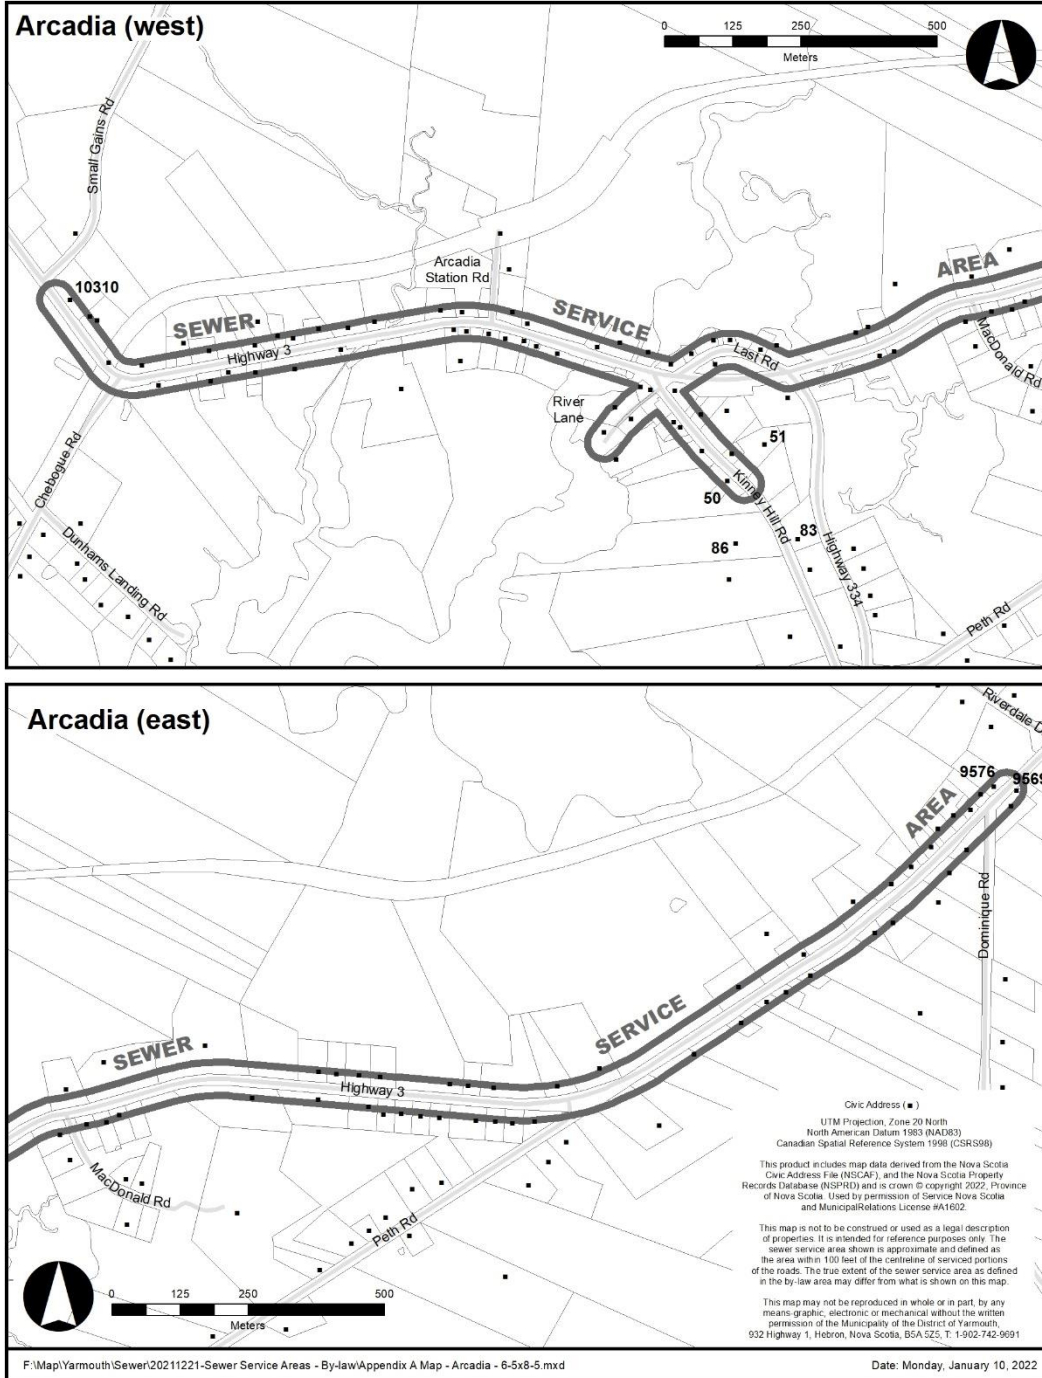 Arcadia (west)
0 125 250 500
Meters
Small Gains Rd
10310
Arcadia
Station Rd
SEWER
SERVICE
AREA
Highway 3
Last Rd
MacDonald Rd
River
Lane
Chebogue Rd
51
50
Kinney Hill Rd
86
83
Highway 334
Dunhams Landing Rd
Peth Rd
Arcadia (east)
Riverdale D
9576
9569
AREA
Dominique Rd
SERVICE
SEWER
Highway 3
MacDonald Rd
Peth Rd
0 125 250 500
Meters
Civic Address ( ■ )
UTM Projection, Zone 20 North
North American Datum 1983 (NAD83)
Canadian Spatial Reference System 1998 (CSRS98)
This product includes map data derived from the Nova Scotia
Civic Address File (NSCAF), and the Nova Scotia Property
Records Database (NSPRD) and is crown © copyright 2022, Province
of Nova Scotia. Used by permission of Service Nova Scotia
and MunicipalRelations License #A1602.
This map is not to be construed or used as a legal description
of properties. It is intended for reference purposes only. The
sewer service area shown is approximate and defined as
the area within 100 feet of the centreline of serviced portions
of the roads. The true extent of the sewer service area as defined
in the by-law area may differ from what is shown on this map.
This map may not be reproduced in whole or in part, by any
means-graphic, electronic or mechanical without the written
permission of the Municipality of the District of Yarmouth,
932 Highway 1, Hebron, Nova Scotia, B5A 5Z5, T: 1-902-742-9691
F:\Map\Yarmouth\Sewer\20211221-Sewer Service Areas - By-law\Appendix A Map - Arcadia - 6-5x8-5.mxd
Date: Monday, January 10, 2022